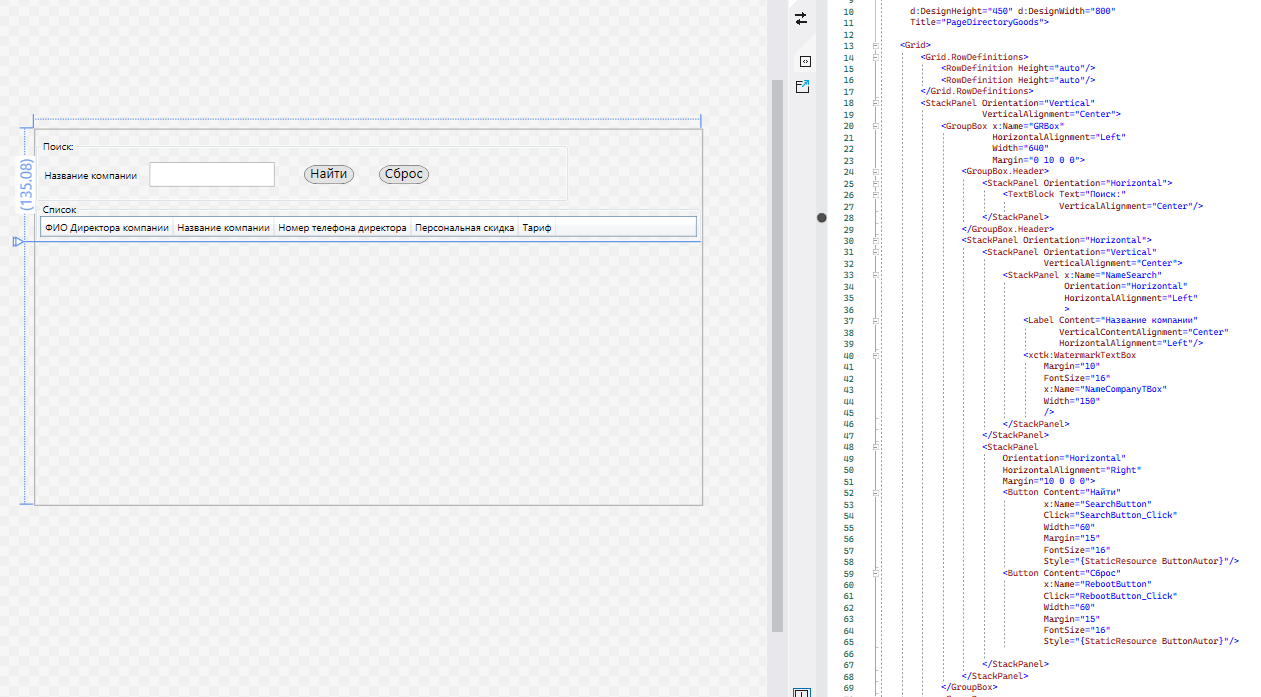 Поиск:
Название компании
Найти
Сброс
Список
ФИО Директора компании
Название компании
Номер телефона директора
Персональная скидка
Тариф
(135.08)
10 d:DesignHeight="450" d:DesignWidth="800"
11 Title="PageDirectoryGoods">
12
13 <Grid>
14 <Grid.RowDefinitions>
15 <RowDefinition Height="auto"/>
16 <RowDefinition Height="auto"/>
17 </Grid.RowDefinitions>
18 <StackPanel Orientation="Vertical"
19 VerticalAlignment="Center">
20 <GroupBox x:Name="GRBox"
21 HorizontalAlignment="Left"
22 Width="640"
23 Margin="0 10 0 0">
24 <GroupBox.Header>
25 <StackPanel Orientation="Horizontal">
26 <TextBlock Text="Поиск:"
27 VerticalAlignment="Center"/>
28 </StackPanel>
29 </GroupBox.Header>
30 <StackPanel Orientation="Horizontal">
31 <StackPanel Orientation="Vertical"
32 VerticalAlignment="Center">
33 <StackPanel x:Name="NameSearch"
34 Orientation="Horizontal"
35 HorizontalAlignment="Left"
36 >
37 <Label Content="Название компании"
38 VerticalContentAlignment="Center"
39 HorizontalAlignment="Left"/>
40 <xctk:WatermarkTextBox
41 Margin="10"
42 FontSize="16"
43 x:Name="NameCompanyTBox"
44 Width="150"
45 />
46 </StackPanel>
47 </StackPanel>
48 <StackPanel
49 Orientation="Horizontal"
50 HorizontalAlignment="Right"
51 Margin="10 0 0 0">
52 <Button Content="Найти"
53 x:Name="SearchButton"
54 Click="SearchButton_Click"
55 Width="60"
56 Margin="15"
57 FontSize="16"
58 Style="{StaticResource ButtonAutor}"/>
59 <Button Content="Сброс"
60 x:Name="RebootButton"
61 Click="RebootButton_Click"
62 Width="60"
63 Margin="15"
64 FontSize="16"
65 Style="{StaticResource ButtonAutor}"/>
66
67 </StackPanel>
68 </StackPanel>
69 </GroupBox>